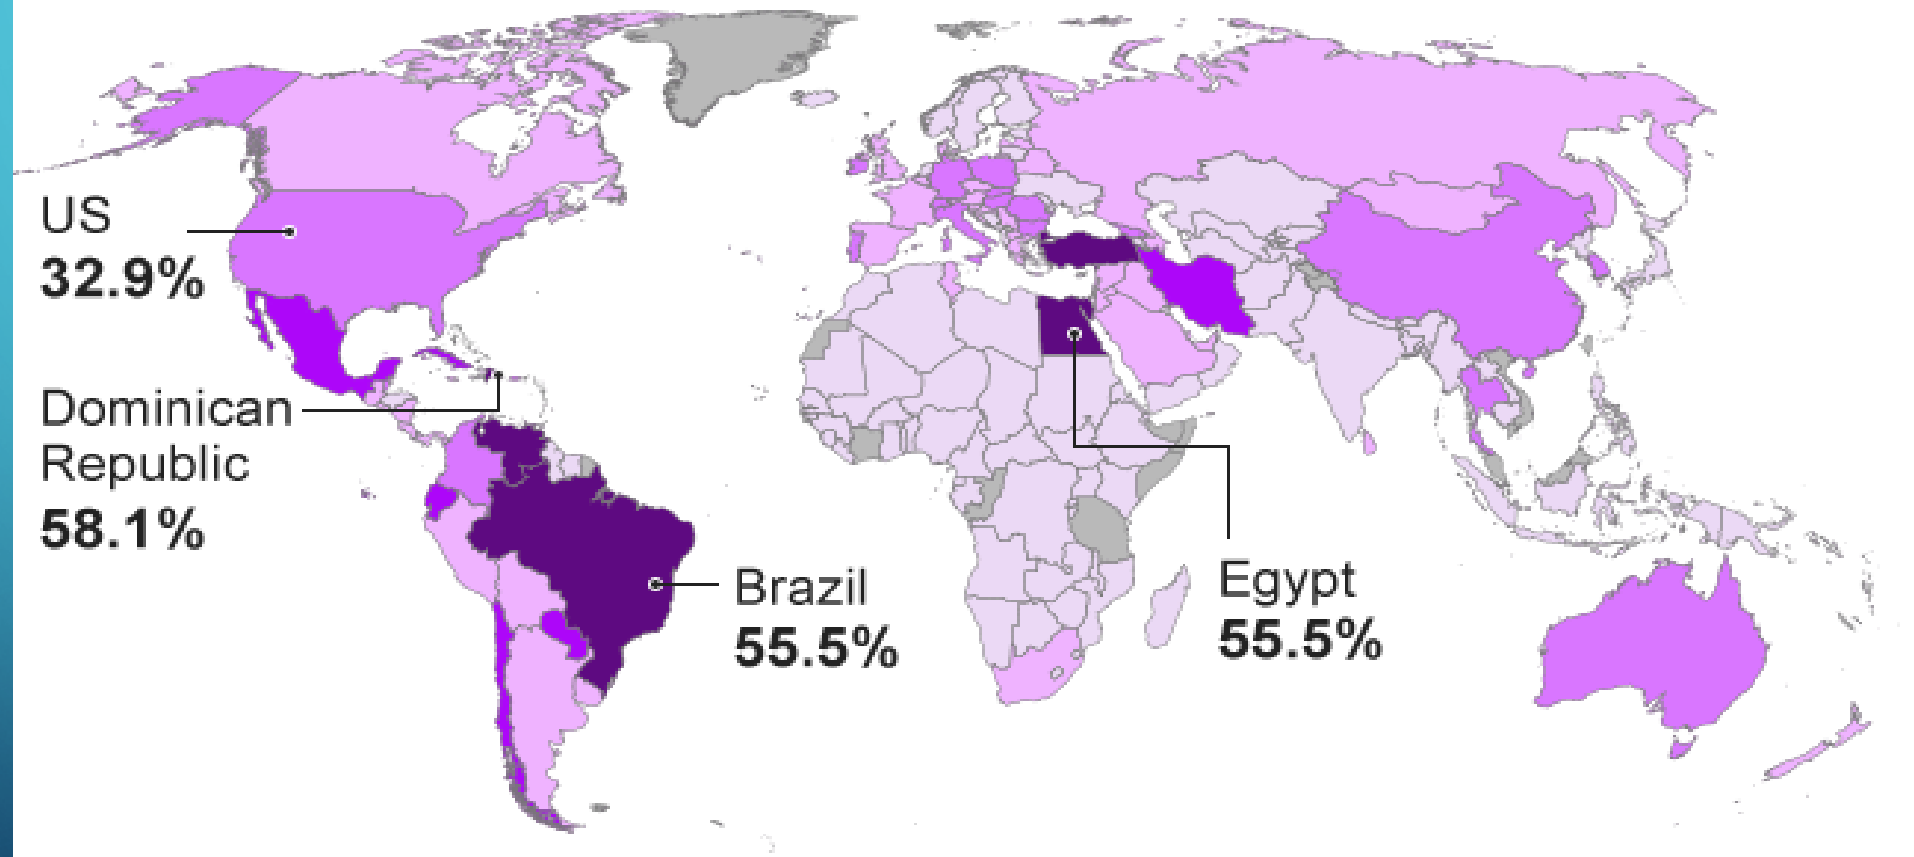 US
32.9%
Dominican
Republic
58.1%
Brazil
55.5%
Egypt
55.5%